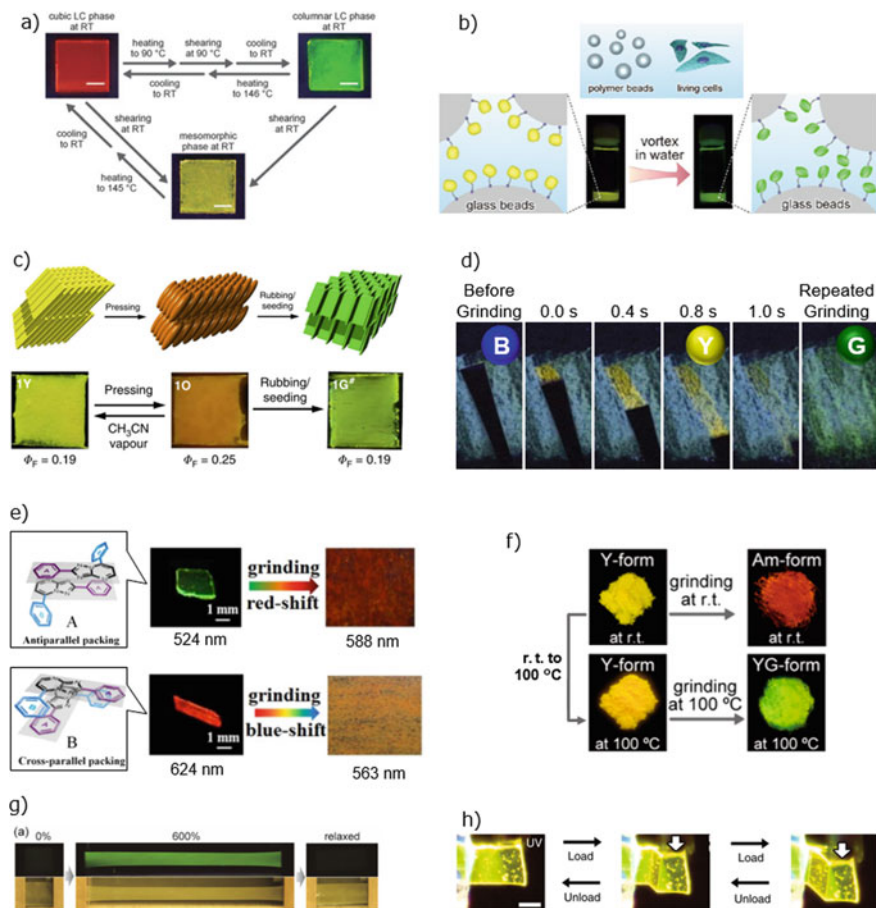 a)
cubic LC phase
at RT
columnar LC phase
at RT
heating
to 90 °C
shearing
at 90 °C
cooling
to RT
cooling
to RT
heating
to 146 °C
cooling
to RT
shearing
at RT
mesomorphic
phase at RT
shearing
at RT
heating
to 145 °C
b)
polymer beads
living cells
vortex
in water
glass beads
glass beads
c)
Pressing
Rubbing/
seeding
1Y
Pressing
CH3CN
vapour
1O
Rubbing/
seeding
1G#
ΦF = 0.19
ΦF = 0.25
ΦF = 0.19
d)
Before
Grinding
0.0 s
0.4 s
0.8 s
1.0 s
Repeated
Grinding
B
Y
G
e)
A
Antiparallel packing
1 mm
524 nm
grinding
red-shift
588 nm
B
Cross-parallel packing
1 mm
624 nm
grinding
blue-shift
563 nm
f)
Y-form
at r.t.
grinding
at r.t.
Am-form
at r.t.
r. t. to
100 °C
Y-form
at 100 °C
grinding
at 100 °C
YG-form
at 100 °C
g)
(a)
0%
600%
relaxed
h)
UV
Load
Unload
Load
Unload